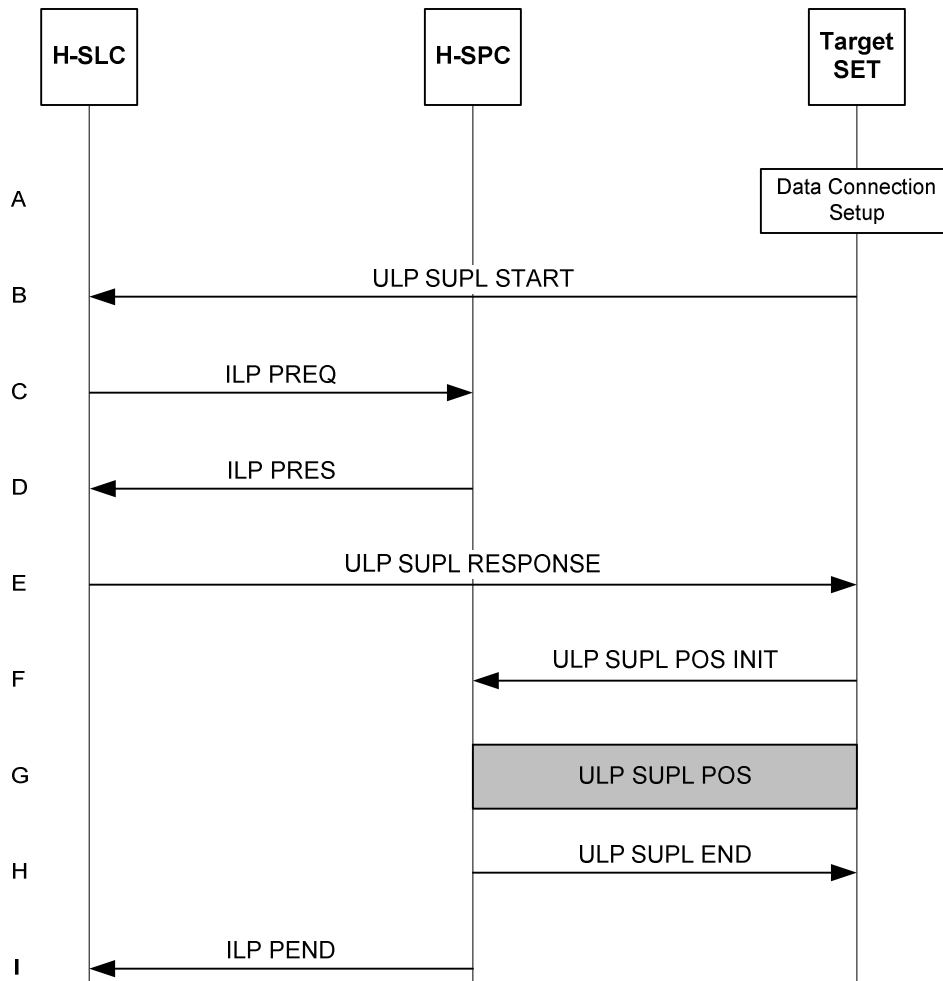 H-SLC
H-SPC
Target
SET
A
Data Connection
Setup
B
ULP SUPL START
C
ILP PREQ
D
ILP PRES
E
ULP SUPL RESPONSE
F
ULP SUPL POS INIT
G
ULP SUPL POS
H
ULP SUPL END
I
ILP PEND